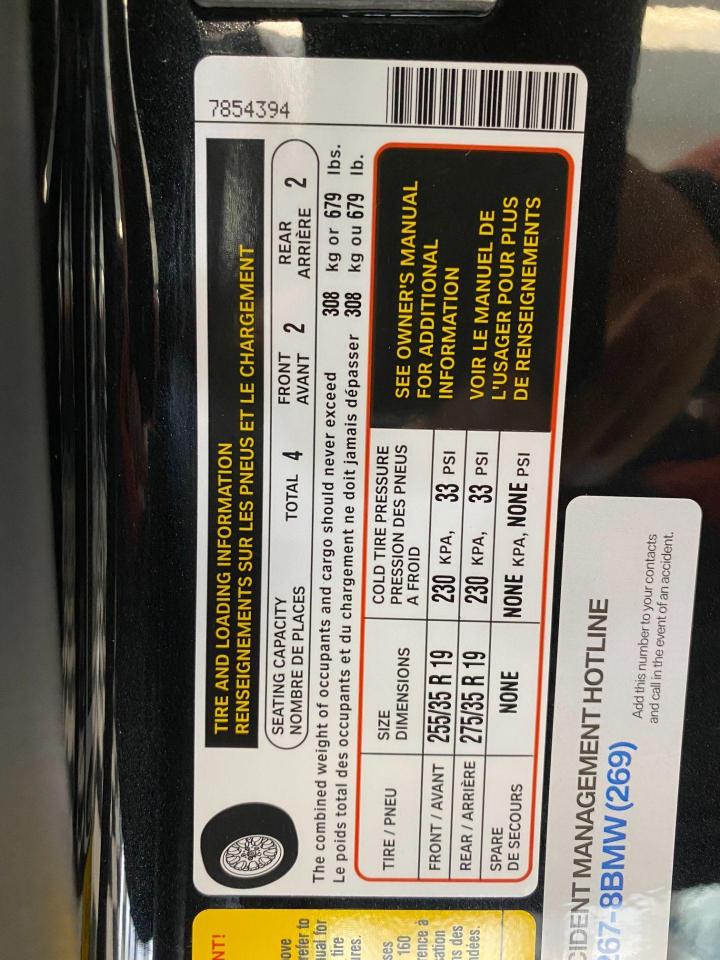 7854394
TIRE AND LOADING INFORMATION
RENSEIGNEMENTS SUR LES PNEUS ET LE CHARGEMENT
SEATING CAPACITY
NOMBRE DE PLACES
TOTAL 4
FRONT
AVANT 2
REAR
ARRIÈRE 2
The combined weight of occupants and cargo should never exceed 308 kg or 679 lbs.
Le poids total des occupants et du chargement ne doit jamais dépasser 308 kg ou 679 lb.
TIRE / PNEU
SIZE
DIMENSIONS
COLD TIRE PRESSURE
PRESSION DES PNEUS
A FROID
FRONT / AVANT 255/35 R 19 230 KPA, 33 PSI
REAR / ARRIÈRE 275/35 R 19 230 KPA, 33 PSI
SPARE
DE SECOURS
NONE NONE KPA, NONE PSI
SEE OWNER'S MANUAL
FOR ADDITIONAL
INFORMATION
VOIR LE MANUEL DE
L'USAGER POUR PLUS
DE RENSEIGNEMENTS
MANAGEMENT HOTLINE
267-8BMW (269)
Add this number to your contacts
and call in the event of an accident.
refer to
for
tire
160
à
des